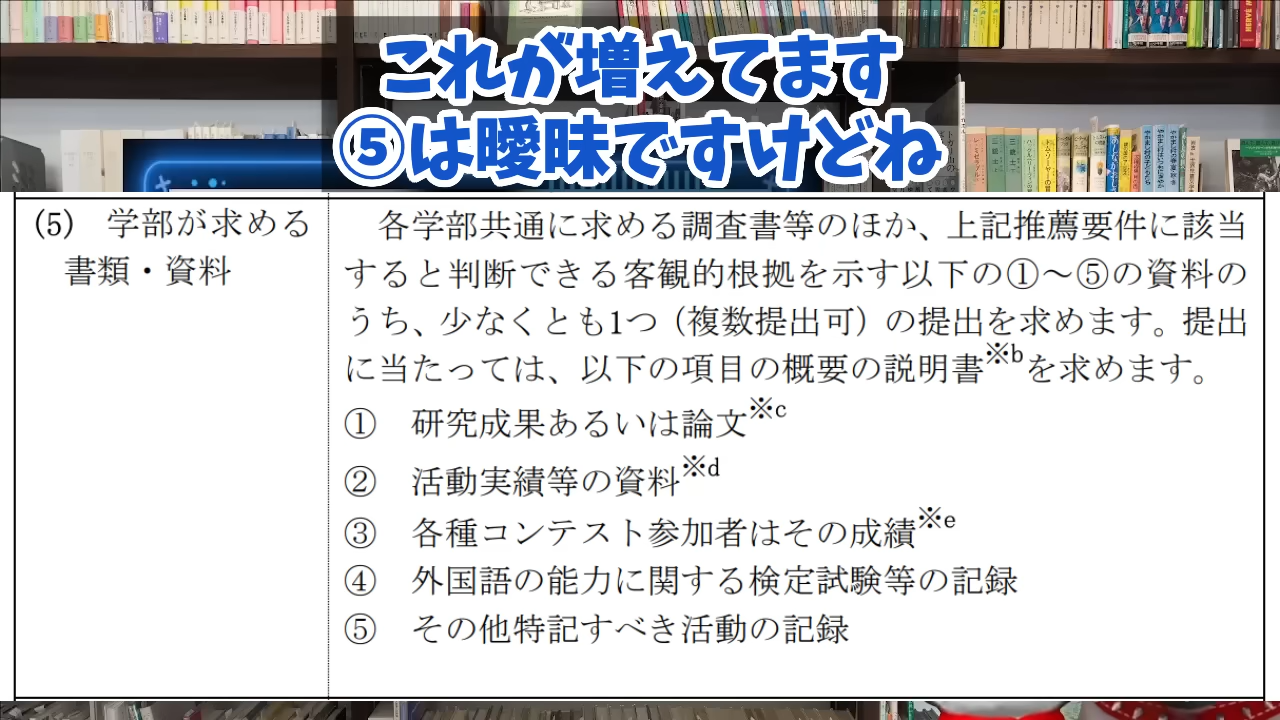 これが増えてます
⑤は曖昧ですけどね
(5) 学部が求める
書類・資料
各学部共通に求める調査書等のほか、上記推薦要件に該当
すると判断できる客観的根拠を示す以下の①～⑤の資料の
うち、少なくとも1つ（複数提出可）の提出を求めます。提出
に当たっては、以下の項目の概要の説明書※bを求めます。
① 研究成果あるいは論文※c
② 活動実績等の資料※d
③ 各種コンテスト参加者はその成績※e
④ 外国語の能力に関する検定試験等の記録
⑤ その他特記すべき活動の記録